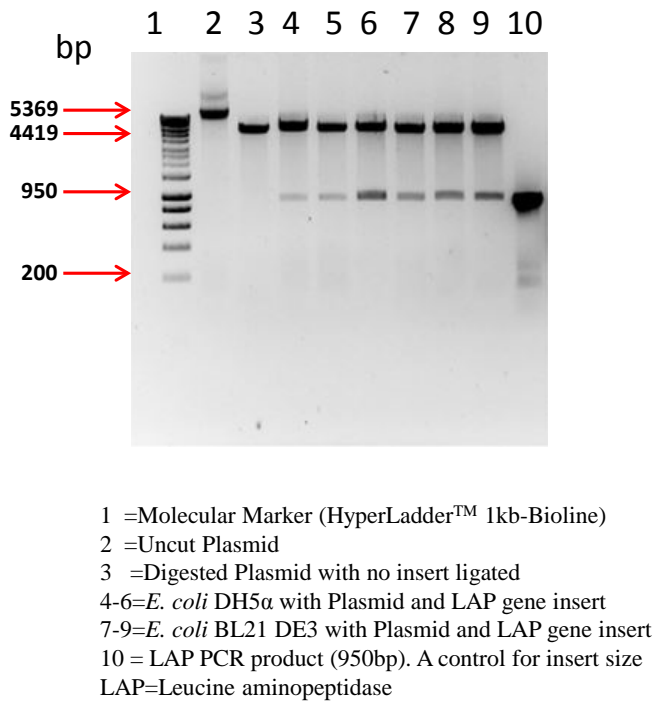 1 2 3 4 5 6 7 8 9 10
bp
5369
4419
950
200
1 =Molecular Marker (HyperLadder™ 1kb-Bioline)
2 =Uncut Plasmid
3 =Digested Plasmid with no insert ligated
4-6=E. coli DH5α with Plasmid and LAP gene insert
7-9=E. coli BL21 DE3 with Plasmid and LAP gene insert
10 = LAP PCR product (950bp). A control for insert size
LAP=Leucine aminopeptidase